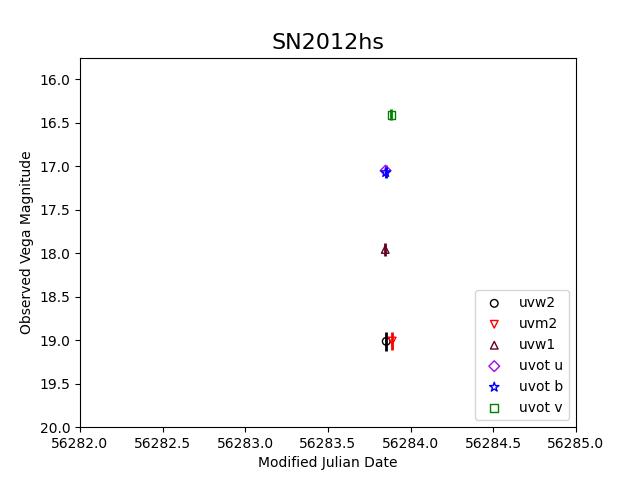 SN2012hs
16.0
16.5
17.0
17.5
18.0
18.5
19.0
19.5
20.0
Observed Vega Magnitude
56282.0 56282.5 56283.0 56283.5 56284.0 56284.5 56285.0
Modified Julian Date
uvw2
uvm2
uvw1
uvot u
uvot b
uvot v